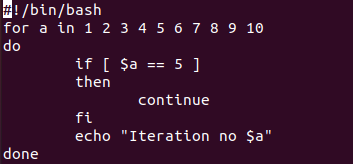 #!/bin/bash
for a in 1 2 3 4 5 6 7 8 9 10
do
        if [ $a == 5 ]
        then
                continue
        fi
        echo "Iteration no $a"
done